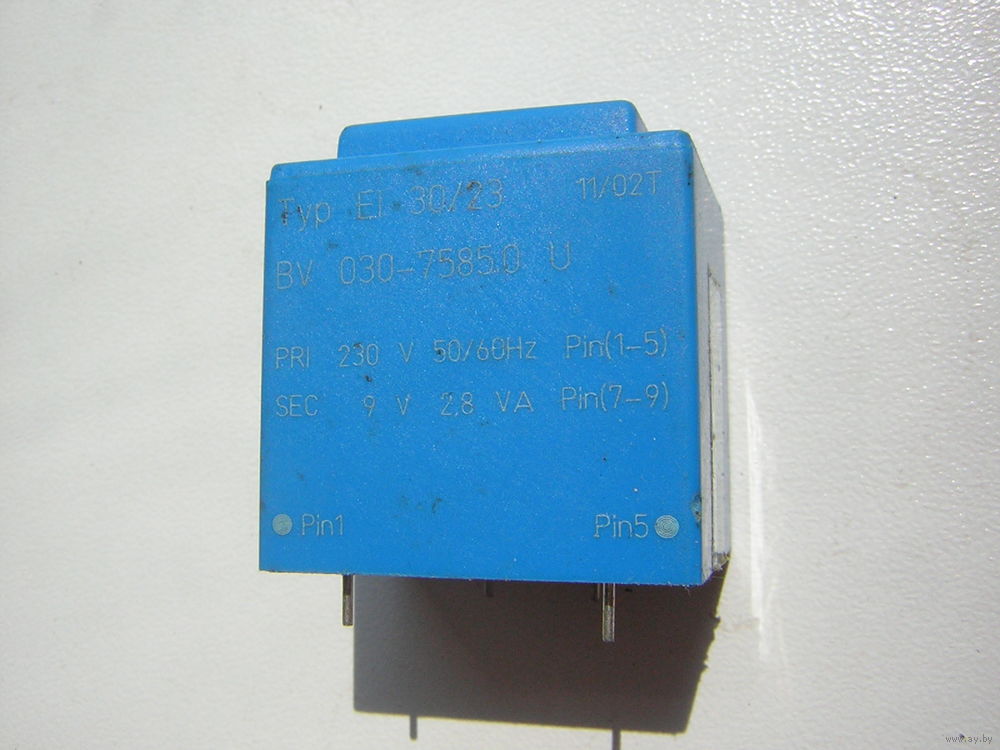 Typ EI 30/23 11/02T
BV 030-7585.0 U
PRI 230 V 50/60Hz Pin(1-5)
SEC 9 V 2,8 VA Pin(7-9)
Pin1 Pin5
www.ay.by